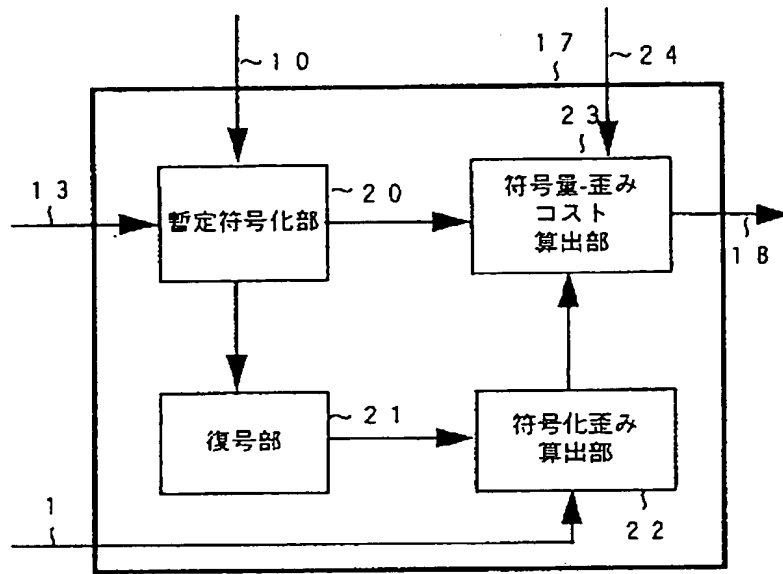 10
17
24
23
13
20
暫定符号化部
符号量-歪み
コスト
算出部
18
21
復号部
符号化歪み
算出部
1
22